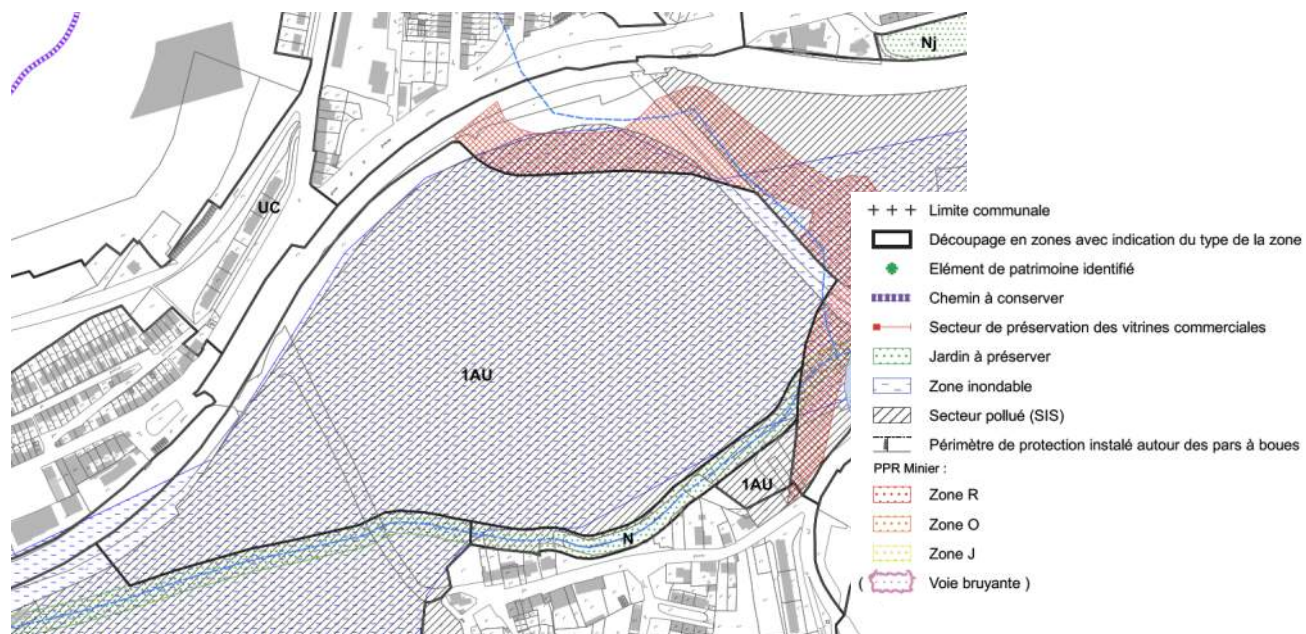 Nj
UC
1AU
1AU
N
+ + + Limite communale
Découpage en zones avec indication du type de la zone
Elément de patrimoine identifié
Chemin à conserver
Secteur de préservation des vitrines commerciales
Jardin à préserver
Zone inondable
Secteur pollué (SIS)
Périmètre de protection instalé autour des pars à boues
PPR Minier :
Zone R
Zone O
Zone J
( Voie bruyante )